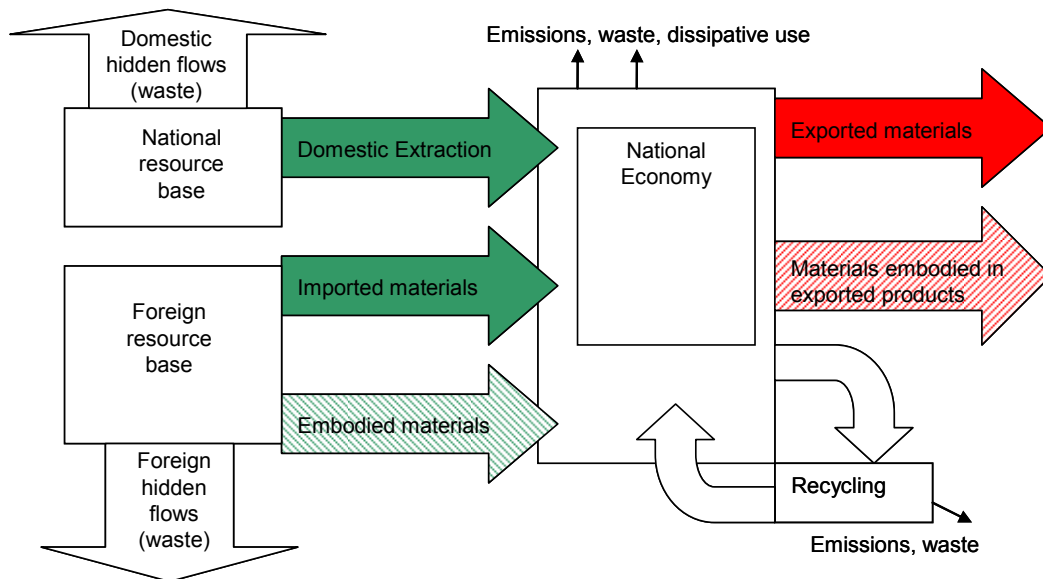 Domestic
hidden flows
(waste)
National
resource
base
Domestic Extraction
Emissions, waste, dissipative use
National
Economy
Exported materials
Foreign
resource
base
Imported materials
Materials embodied in
exported products
Embodied materials
Foreign
hidden
flows
(waste)
Recycling
Emissions, waste